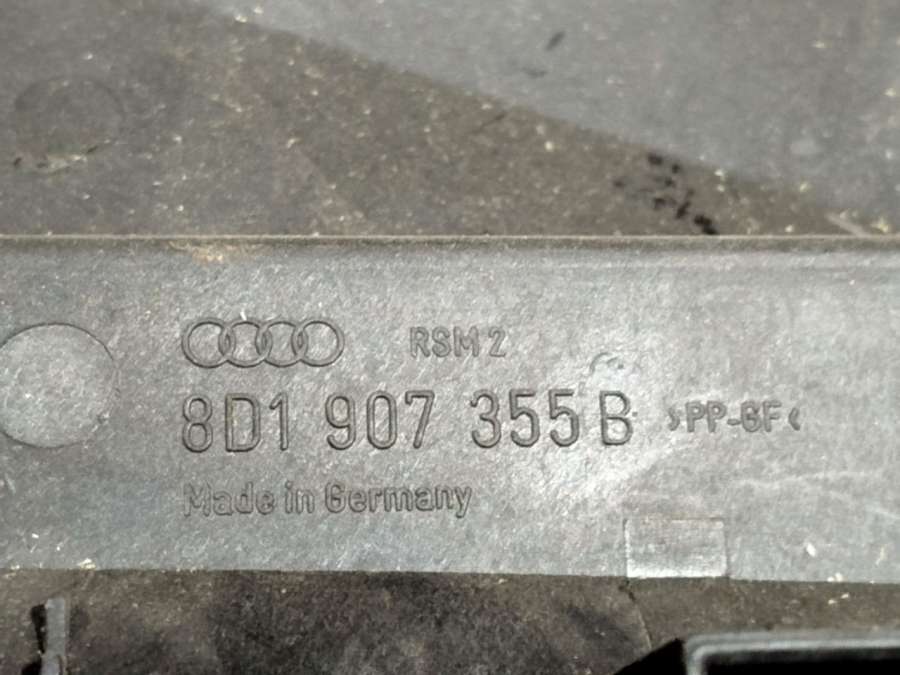 RSM 2
8D1 907 355 B >PP-GF<
Made in Germany